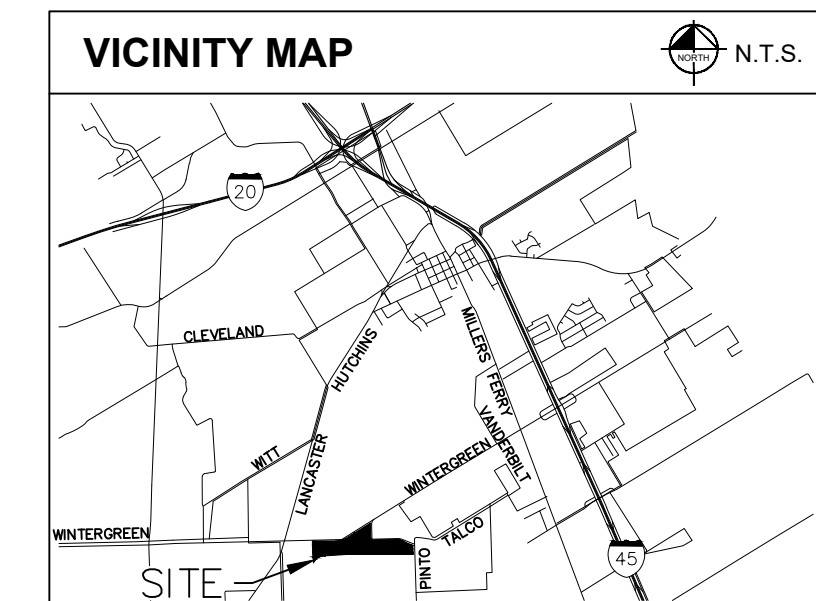 VICINITY MAP
NORTH
N.T.S.
20
CLEVELAND
HUTCHINS
MILLERS FERRY
VANDERBILT
WITT
LANCASTER
WINTERGREEN
WINTERGREEN
TALCO
PINTO
45
SITE